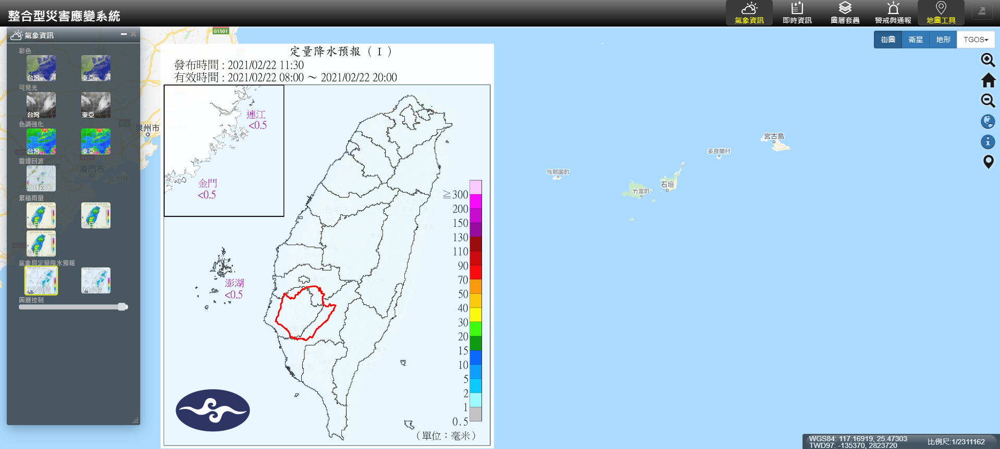 整合型災害應變系統
氣象資訊
即時資訊
圖層套疊
警戒與通報
地圖工具
氣象資訊
彩色
台灣
東亞
可見光
台灣
東亞
色調強化
台灣
東亞
雷達回波
雷達回波
累積雨量
今日
昨日
前日
氣象局定量降水預報
12小時
24小時
圖層控制
G1501
泉州市
廈門市
定量降水預報（I）
發布時間：2021/02/22 11:30
有效時間：2021/02/22 08:00 ～ 2021/02/22 20:00
連江
<0.5
金門
<0.5
澎湖
<0.5
台中市
≧300
200
150
130
110
90
70
50
40
30
20
15
10
5
2
1
0.5
（單位：毫米）
街圖
衛星
地形
TGOS
宮古島
多良間村
与那国町
石垣
竹富町
WGS84: 117.16919, 25.47303
TWD97: -135370, 2823720
比例尺:1/2311162